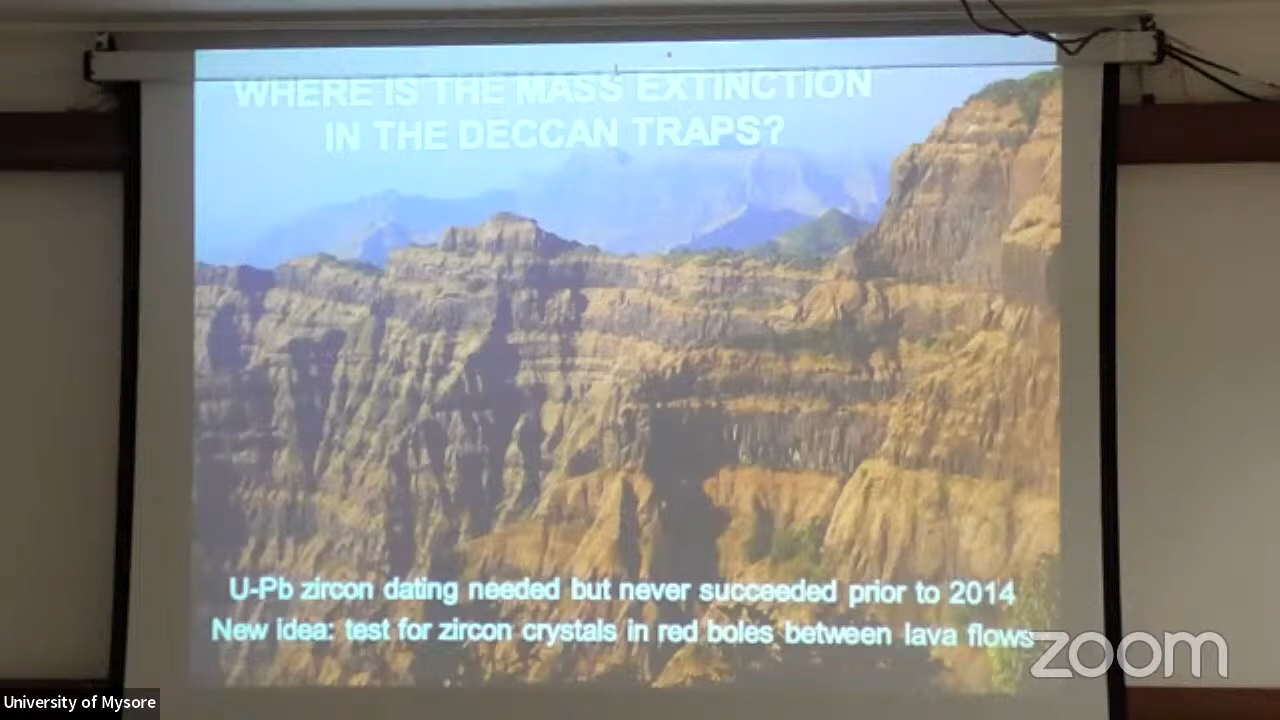 WHERE IS THE MASS EXTINCTION
IN THE DECCAN TRAPS?
U-Pb zircon dating needed but never succeeded prior to 2014
New idea: test for zircon crystals in red boles between lava flows
zoom
University of Mysore